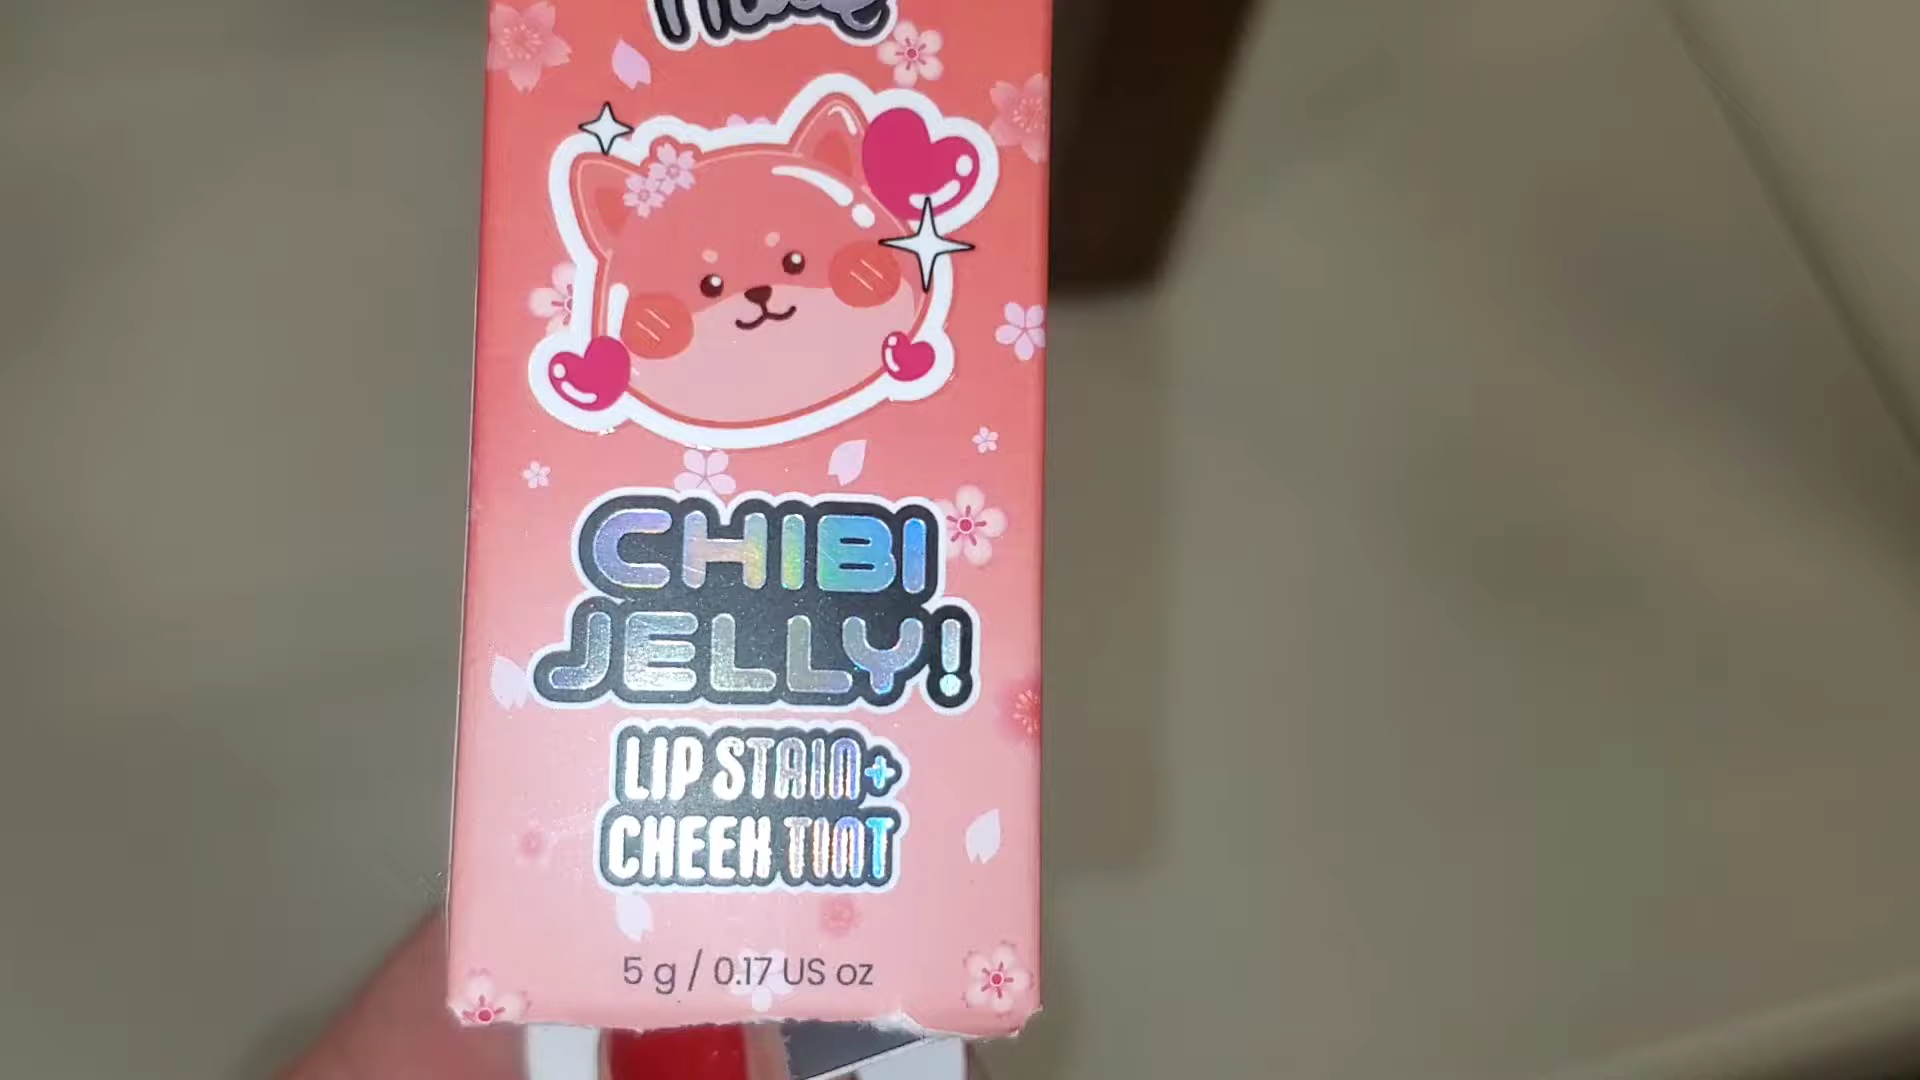 CHIBI
JELLY!
LIP STAIN+
CHEEK TINT
5 g / 0.17 US oz